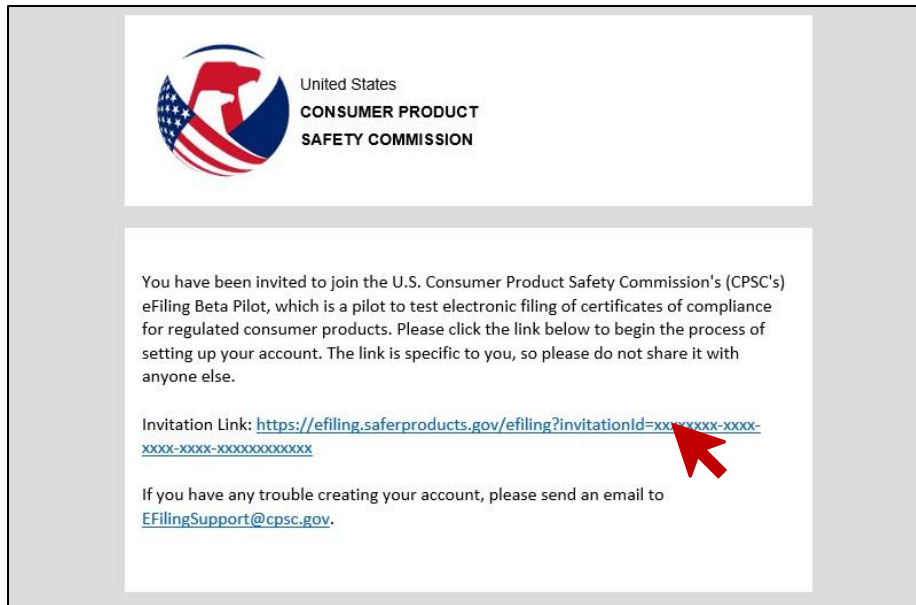 United States
CONSUMER PRODUCT
SAFETY COMMISSION
You have been invited to join the U.S. Consumer Product Safety Commission's (CPSC's)
eFiling Beta Pilot, which is a pilot to test electronic filing of certificates of compliance
for regulated consumer products. Please click the link below to begin the process of
setting up your account. The link is specific to you, so please do not share it with
anyone else.
Invitation Link: https://efiling.saferproducts.gov/efiling?invitationId=xxxxxxxx-xxxx-
xxxx-xxxx-xxxxxxxxxxxx
If you have any trouble creating your account, please send an email to
EFilingSupport@cpsc.gov.